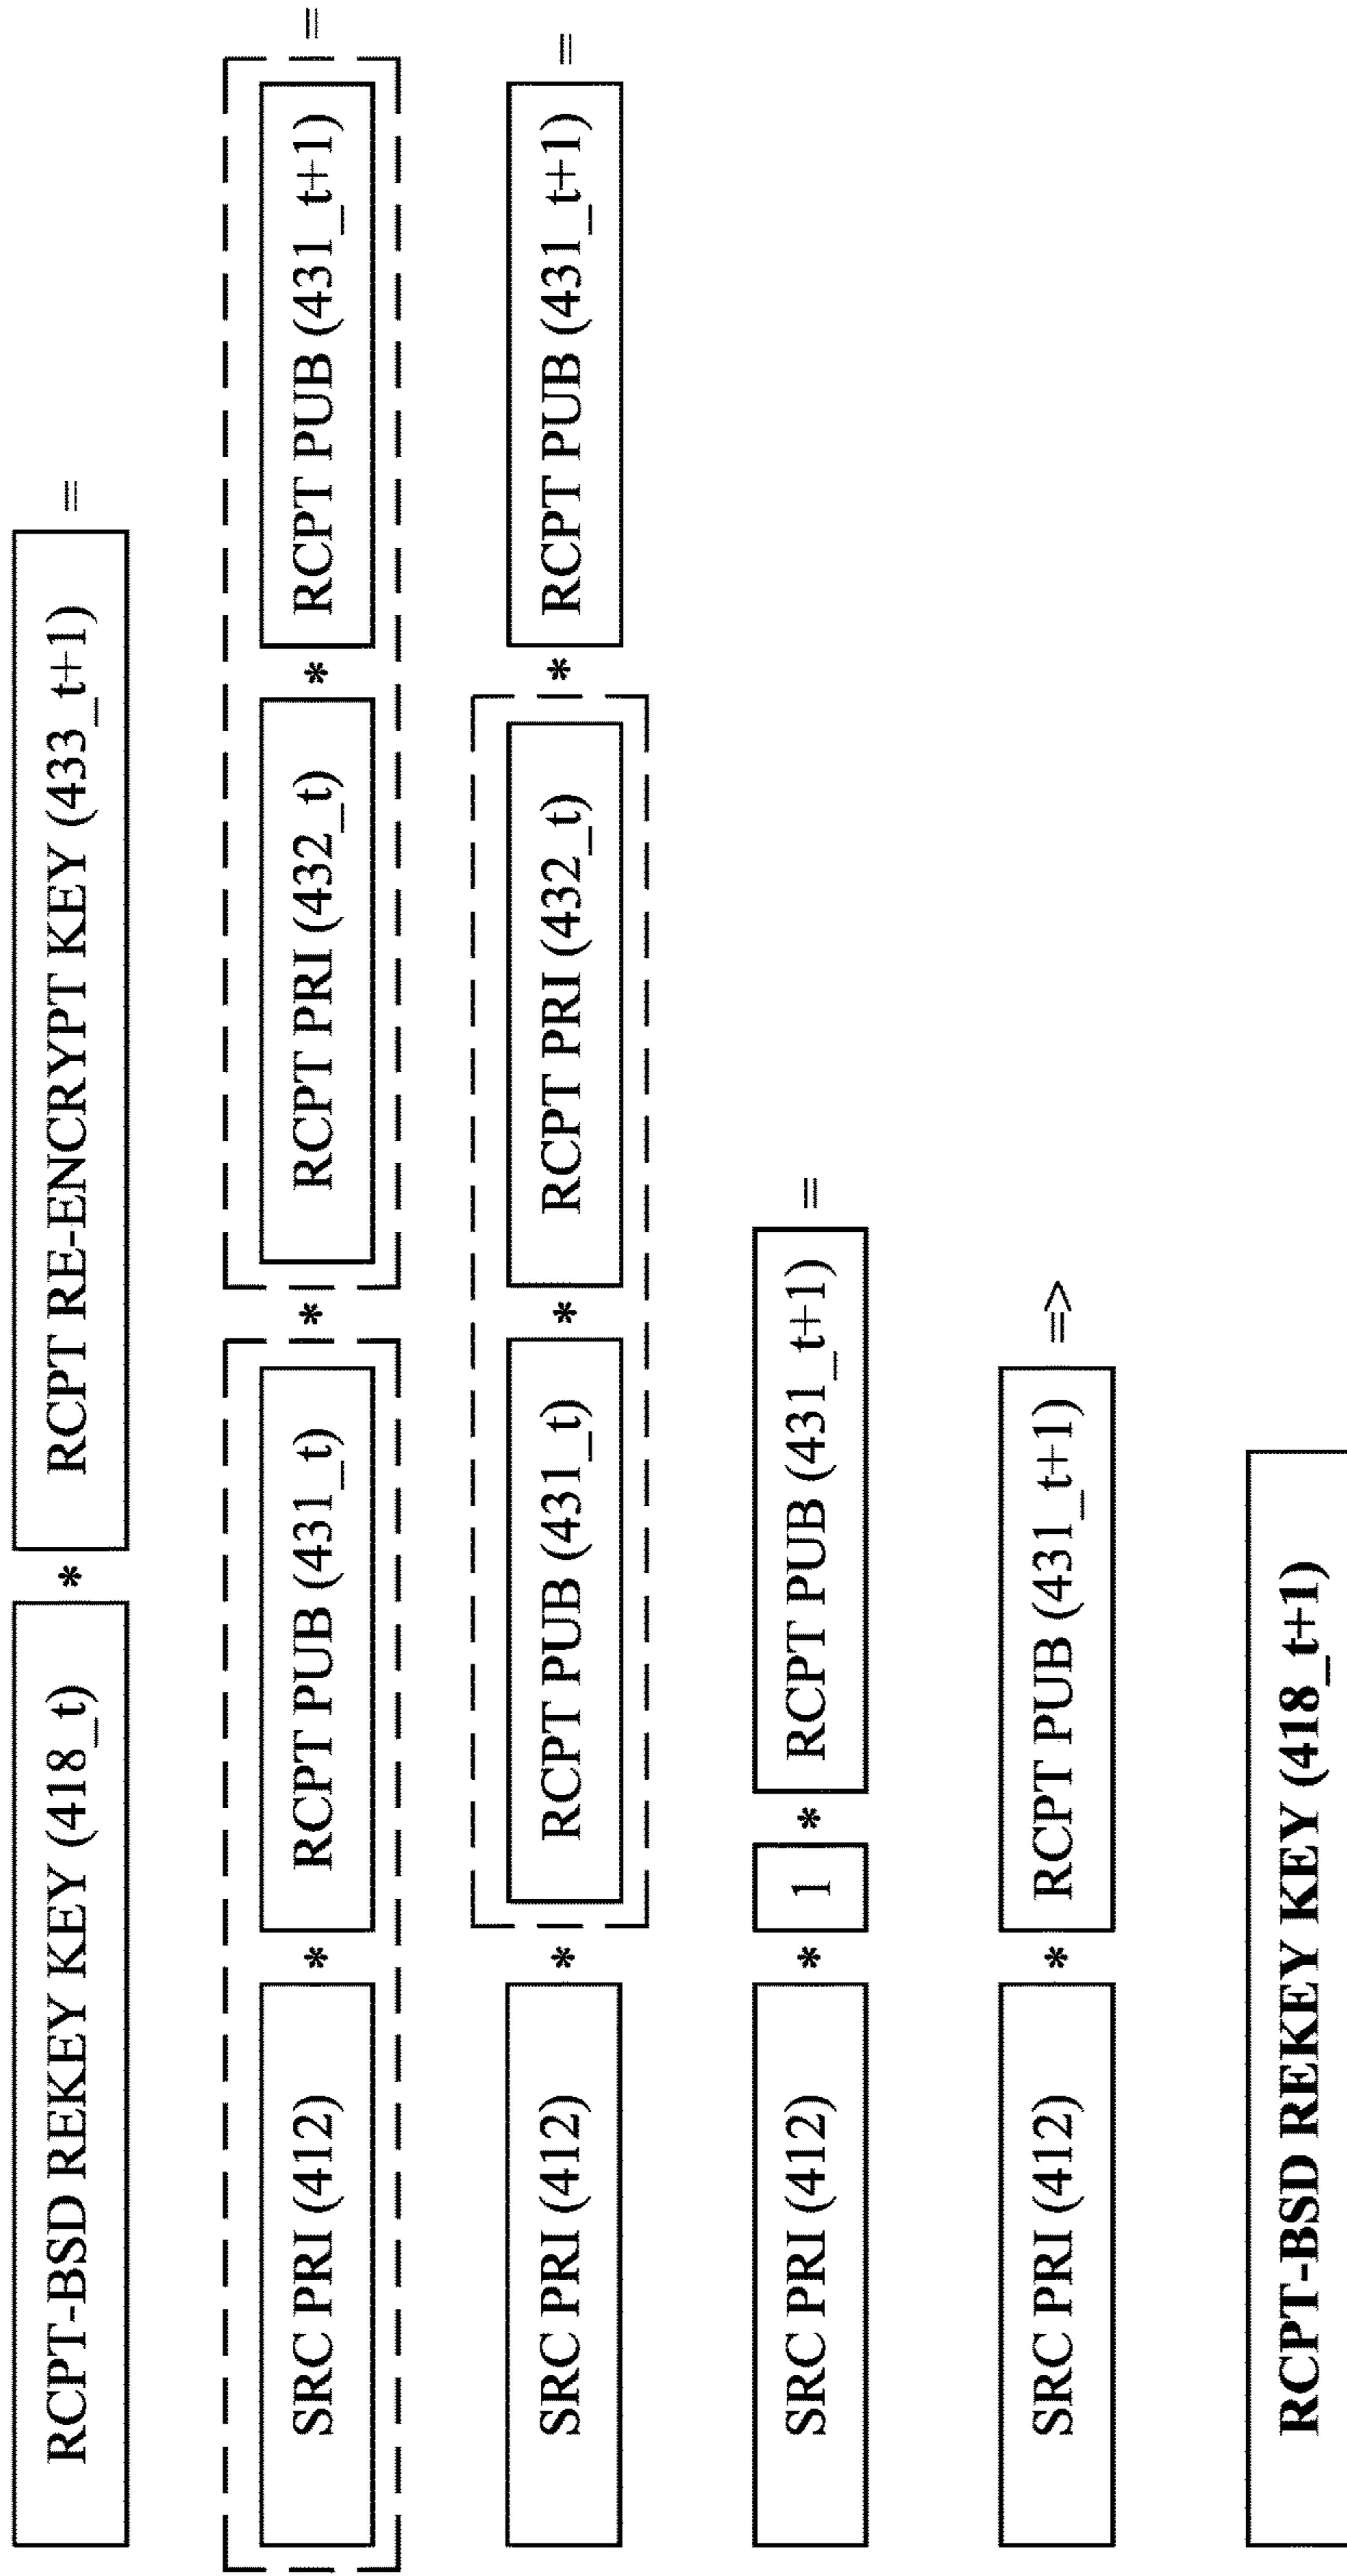 RCPT-BSD REKEY KEY (418_t) * RCPT RE-ENCRYPT KEY (433_t+1) =
SRC PRI (412) * RCPT PUB (431_t) * RCPT PRI (432_t) * RCPT PUB (431_t+1) =
SRC PRI (412) * RCPT PUB (431_t) * RCPT PRI (432_t) * RCPT PUB (431_t+1) =
SRC PRI (412) * 1 * RCPT PUB (431_t+1) =
SRC PRI (412) * RCPT PUB (431_t+1) =>
RCPT-BSD REKEY KEY (418_t+1)